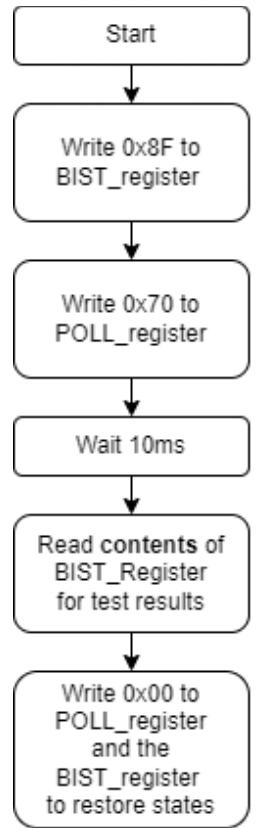 Start
Write 0x8F to
BIST_register
Write 0x70 to
POLL_register
Wait 10ms
Read contents of
BIST_Register
for test results
Write 0x00 to
POLL_register
and the
BIST_register
to restore states